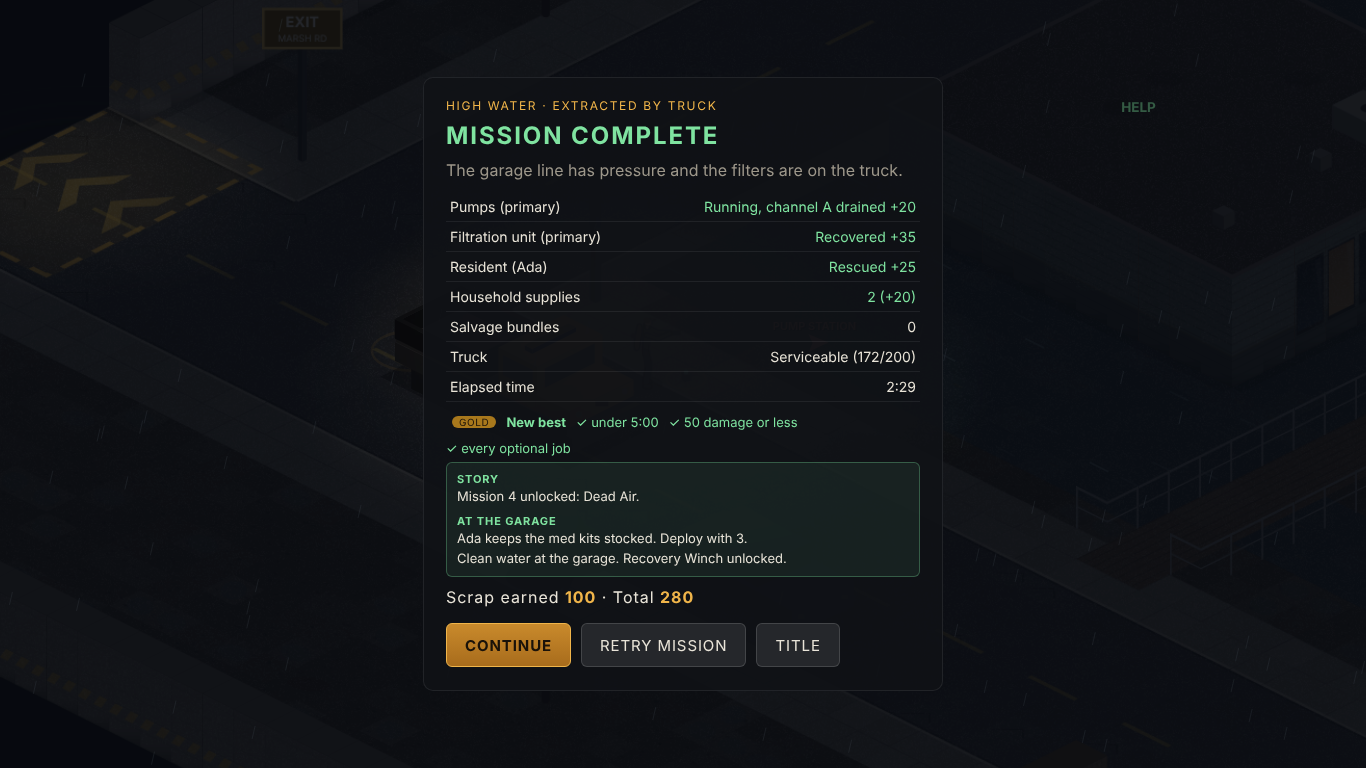 EXIT
MARSH RD
HELP
HIGH WATER · EXTRACTED BY TRUCK
MISSION COMPLETE
The garage line has pressure and the filters are on the truck.
Pumps (primary) Running, channel A drained +20
Filtration unit (primary) Recovered +35
Resident (Ada) Rescued +25
Household supplies 2 (+20)
Salvage bundles 0
Truck Serviceable (172/200)
Elapsed time 2:29
GOLD New best ✓ under 5:00 ✓ 50 damage or less
✓ every optional job
STORY
Mission 4 unlocked: Dead Air.
AT THE GARAGE
Ada keeps the med kits stocked. Deploy with 3.
Clean water at the garage. Recovery Winch unlocked.
Scrap earned 100 · Total 280
CONTINUE RETRY MISSION TITLE